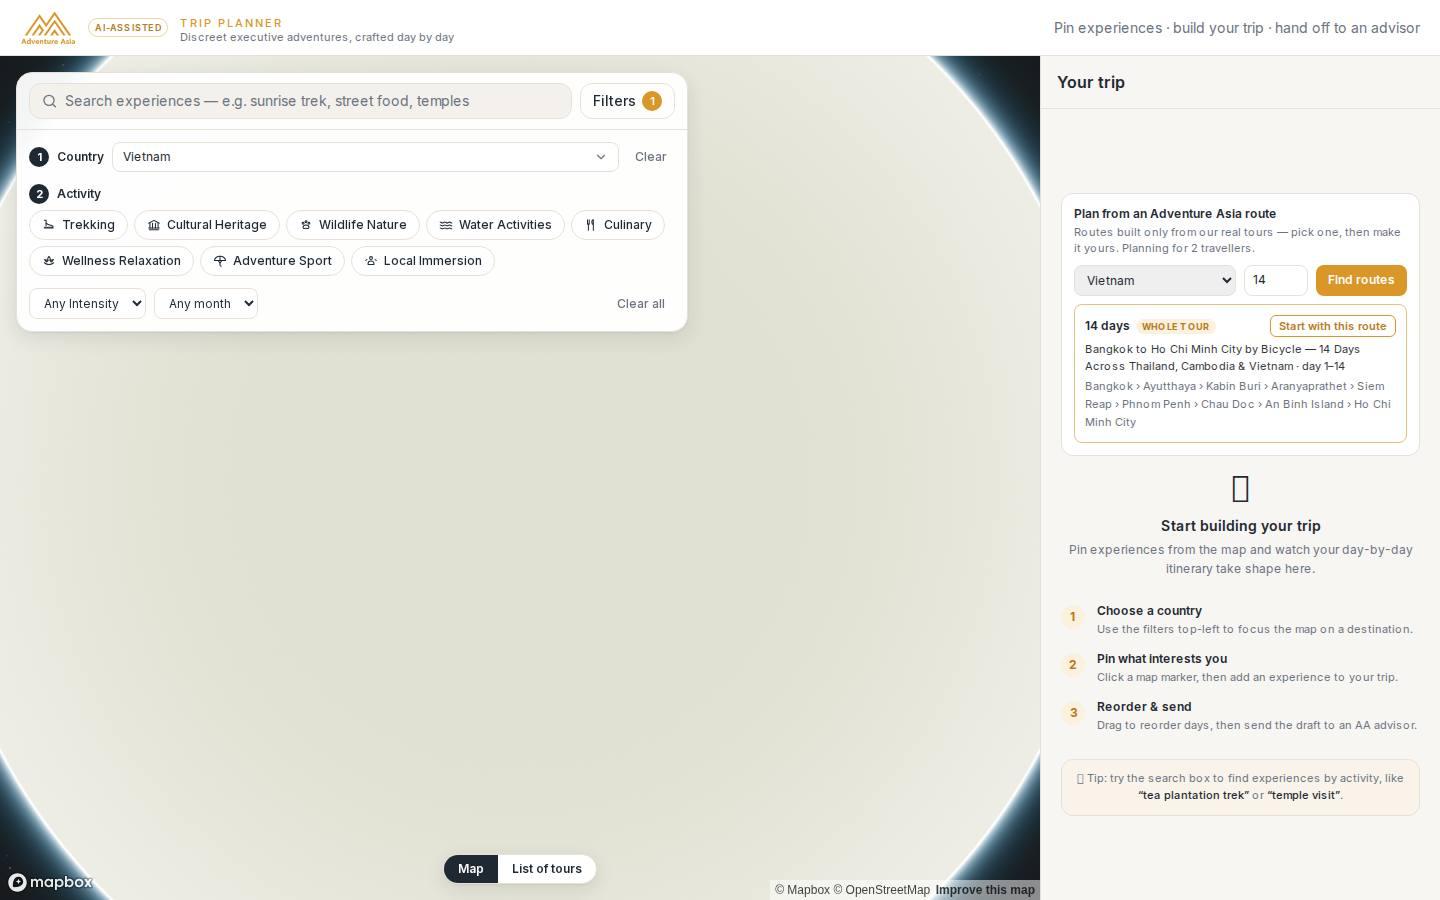 Adventure Asia
AI-ASSISTED
TRIP PLANNER
Discreet executive adventures, crafted day by day
Pin experiences · build your trip · hand off to an advisor
Search experiences — e.g. sunrise trek, street food, temples
Filters 1
1 Country Vietnam Clear
2 Activity
Trekking Cultural Heritage Wildlife Nature Water Activities Culinary
Wellness Relaxation Adventure Sport Local Immersion
Any Intensity Any month Clear all
Map List of tours
mapbox
© Mapbox © OpenStreetMap Improve this map
Your trip
Plan from an Adventure Asia route
Routes built only from our real tours — pick one, then make
it yours. Planning for 2 travellers.
Vietnam 14 Find routes
14 days WHOLE TOUR Start with this route
Bangkok to Ho Chi Minh City by Bicycle — 14 Days
Across Thailand, Cambodia & Vietnam · day 1–14
Bangkok › Ayutthaya › Kabin Buri › Aranyaprathet › Siem
Reap › Phnom Penh › Chau Doc › An Binh Island › Ho Chi
Minh City
Start building your trip
Pin experiences from the map and watch your day-by-day
itinerary take shape here.
1 Choose a country
Use the filters top-left to focus the map on a destination.
2 Pin what interests you
Click a map marker, then add an experience to your trip.
3 Reorder & send
Drag to reorder days, then send the draft to an AA advisor.
Tip: try the search box to find experiences by activity, like
“tea plantation trek” or “temple visit”.